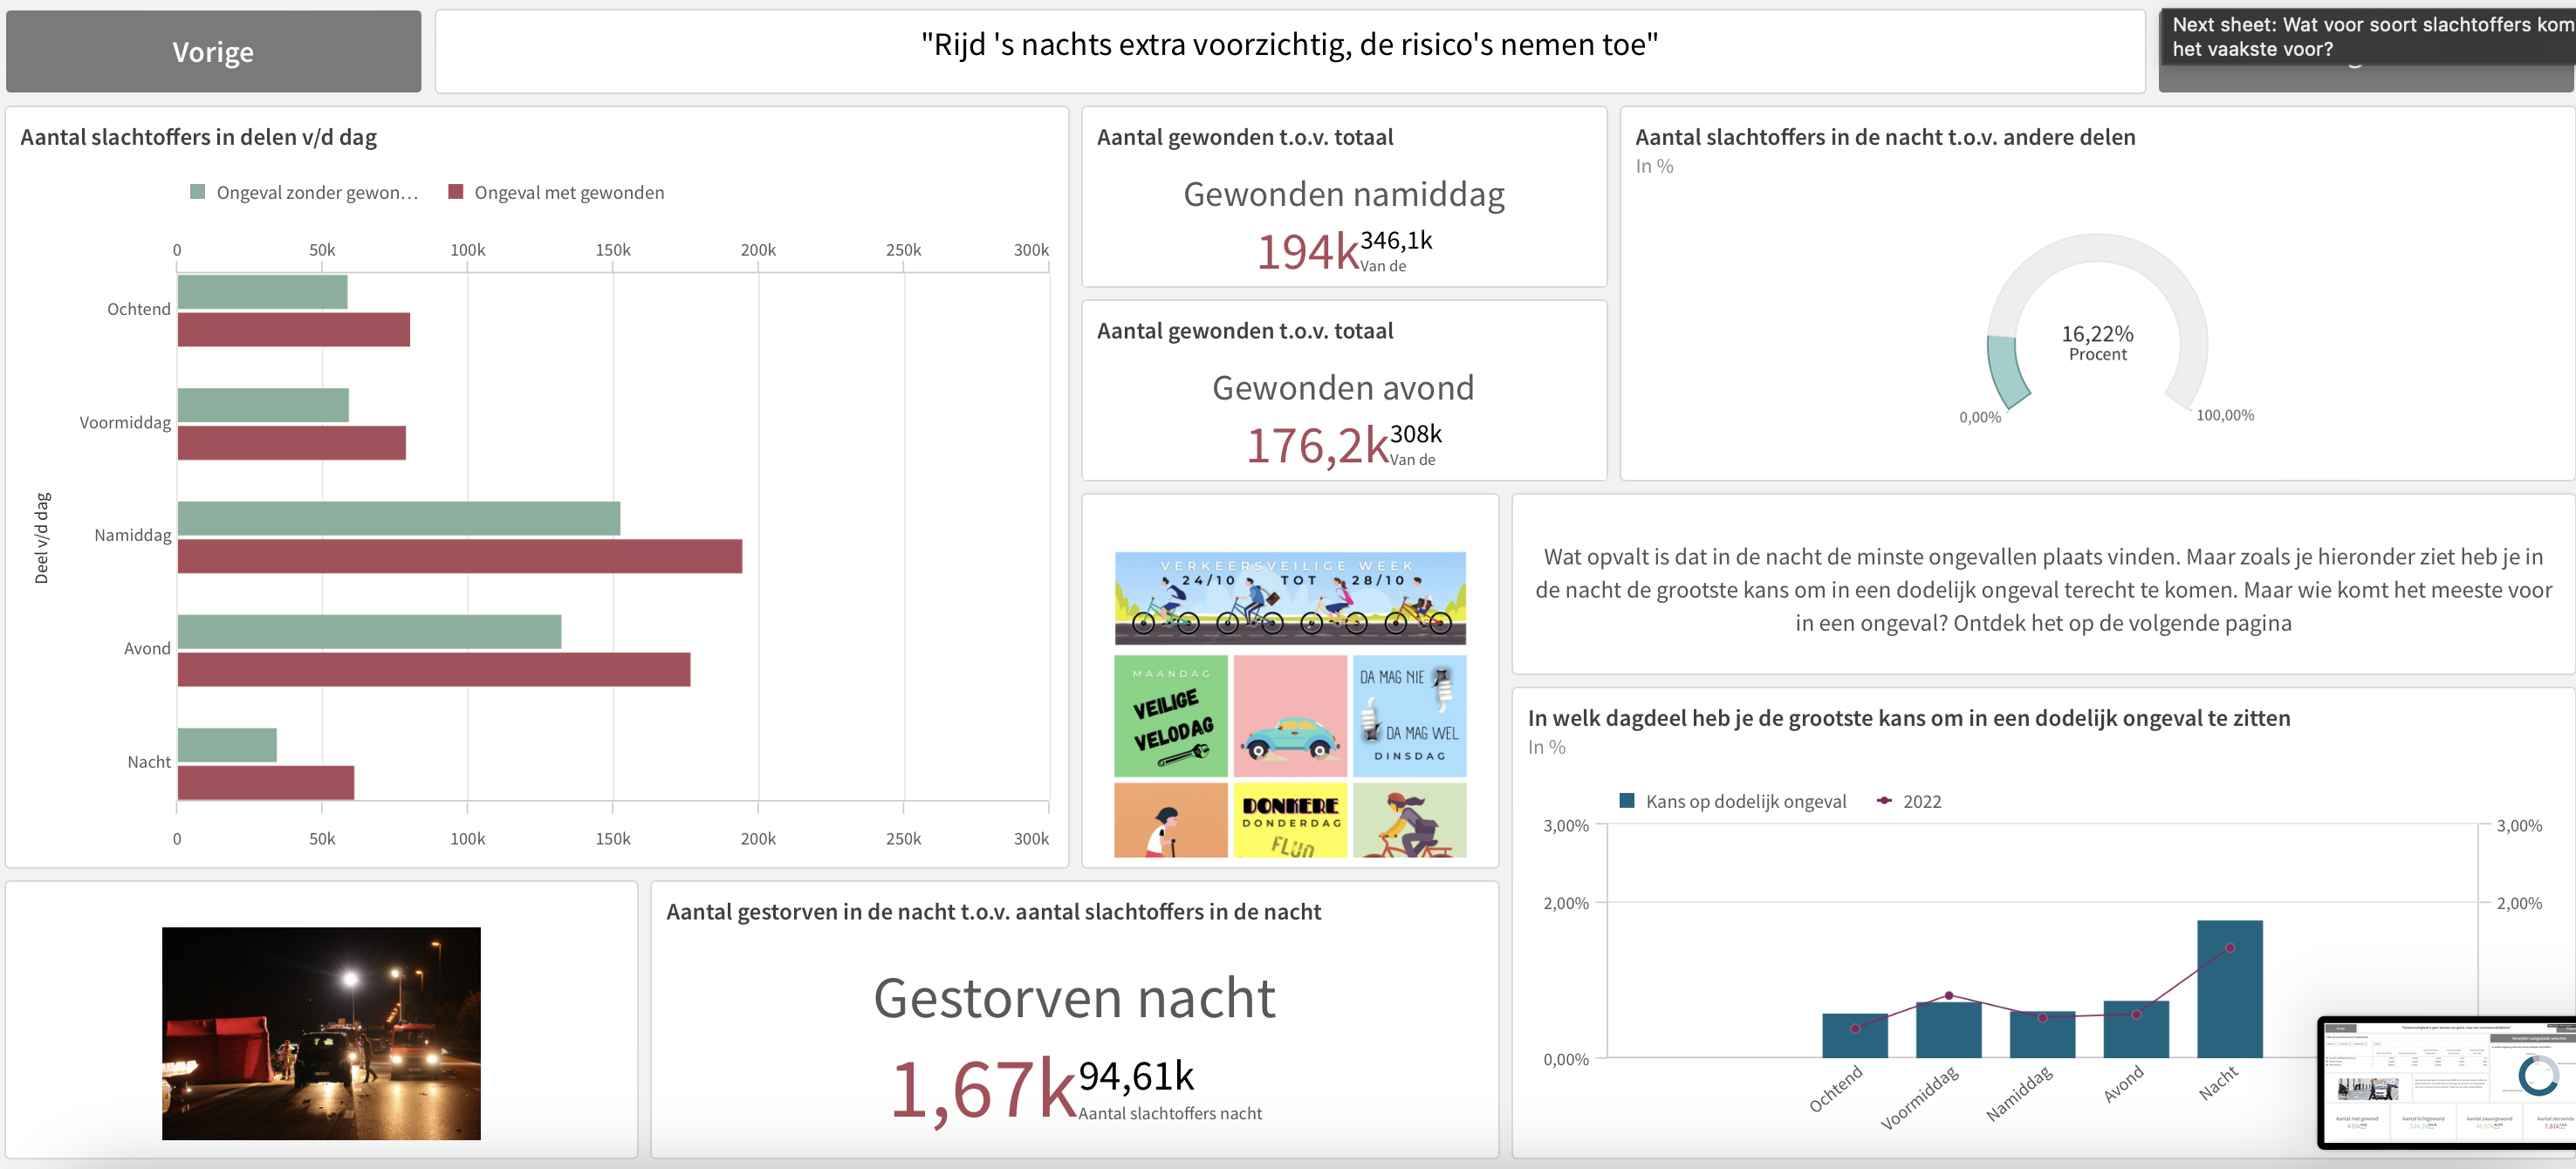 Vorige
"Rijd 's nachts extra voorzichtig, de risico's nemen toe"
Next sheet: Wat voor soort slachtoffers kom
het vaakste voor?
Aantal slachtoffers in delen v/d dag
Ongeval zonder gewon…
Ongeval met gewonden
0 50k 100k 150k 200k 250k 300k
Deel v/d dag
Ochtend
Voormiddag
Namiddag
Avond
Nacht
0 50k 100k 150k 200k 250k 300k
Aantal gewonden t.o.v. totaal
Gewonden namiddag
194k 346,1k
Van de
Aantal gewonden t.o.v. totaal
Gewonden avond
176,2k 308k
Van de
Aantal slachtoffers in de nacht t.o.v. andere delen
In %
16,22%
Procent
0,00%
100,00%
VERKEERSVEILIGE WEEK
24/10 TOT 28/10
MAANDAG
VEILIGE
VELODAG
DA MAG NIE
DA MAG WEL
DINSDAG
DONKERE
DONDERDAG
FLUO
Wat opvalt is dat in de nacht de minste ongevallen plaats vinden. Maar zoals je hieronder ziet heb je in
de nacht de grootste kans om in een dodelijk ongeval terecht te komen. Maar wie komt het meeste voor
in een ongeval? Ontdek het op de volgende pagina
In welk dagdeel heb je de grootste kans om in een dodelijk ongeval te zitten
In %
Kans op dodelijk ongeval
2022
3,00%
2,00%
0,00%
3,00%
2,00%
Ochtend
Voormiddag
Namiddag
Avond
Nacht
Aantal gestorven in de nacht t.o.v. aantal slachtoffers in de nacht
Gestorven nacht
1,67k 94,61k
Aantal slachtoffers nacht